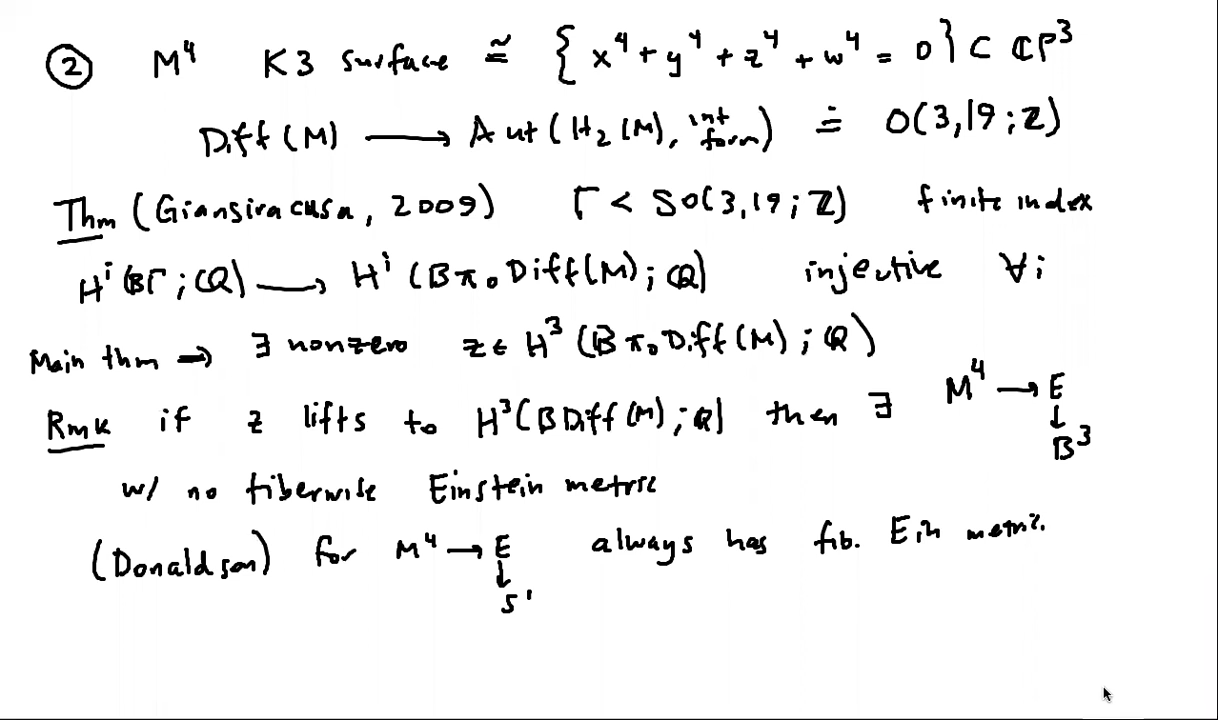 ② M⁴ K3 surface ≅ { x⁴ + y⁴ + z⁴ + w⁴ = 0 } ⊂ ℂP³
Diff(M) ⟶ Aut(H₂(M), int form) ≐ O(3,19; ℤ)
Thm (Giansiracusa, 2009) Γ < SO(3,19; ℤ) finite index
Hⁱ(BΓ; ℚ) ⟶ Hⁱ(Bπ₀Diff(M); ℚ) injective ∀i
Main thm ⇒ ∃ nonzero z ∈ H³(Bπ₀Diff(M); ℚ)
Rmk if z lifts to H³(BDiff(M); ℚ) then ∃ M⁴ → E ↓ B³
w/ no fiberwise Einstein metric
(Donaldson) for M⁴ → E ↓ S¹ always has fib. Ein metric.